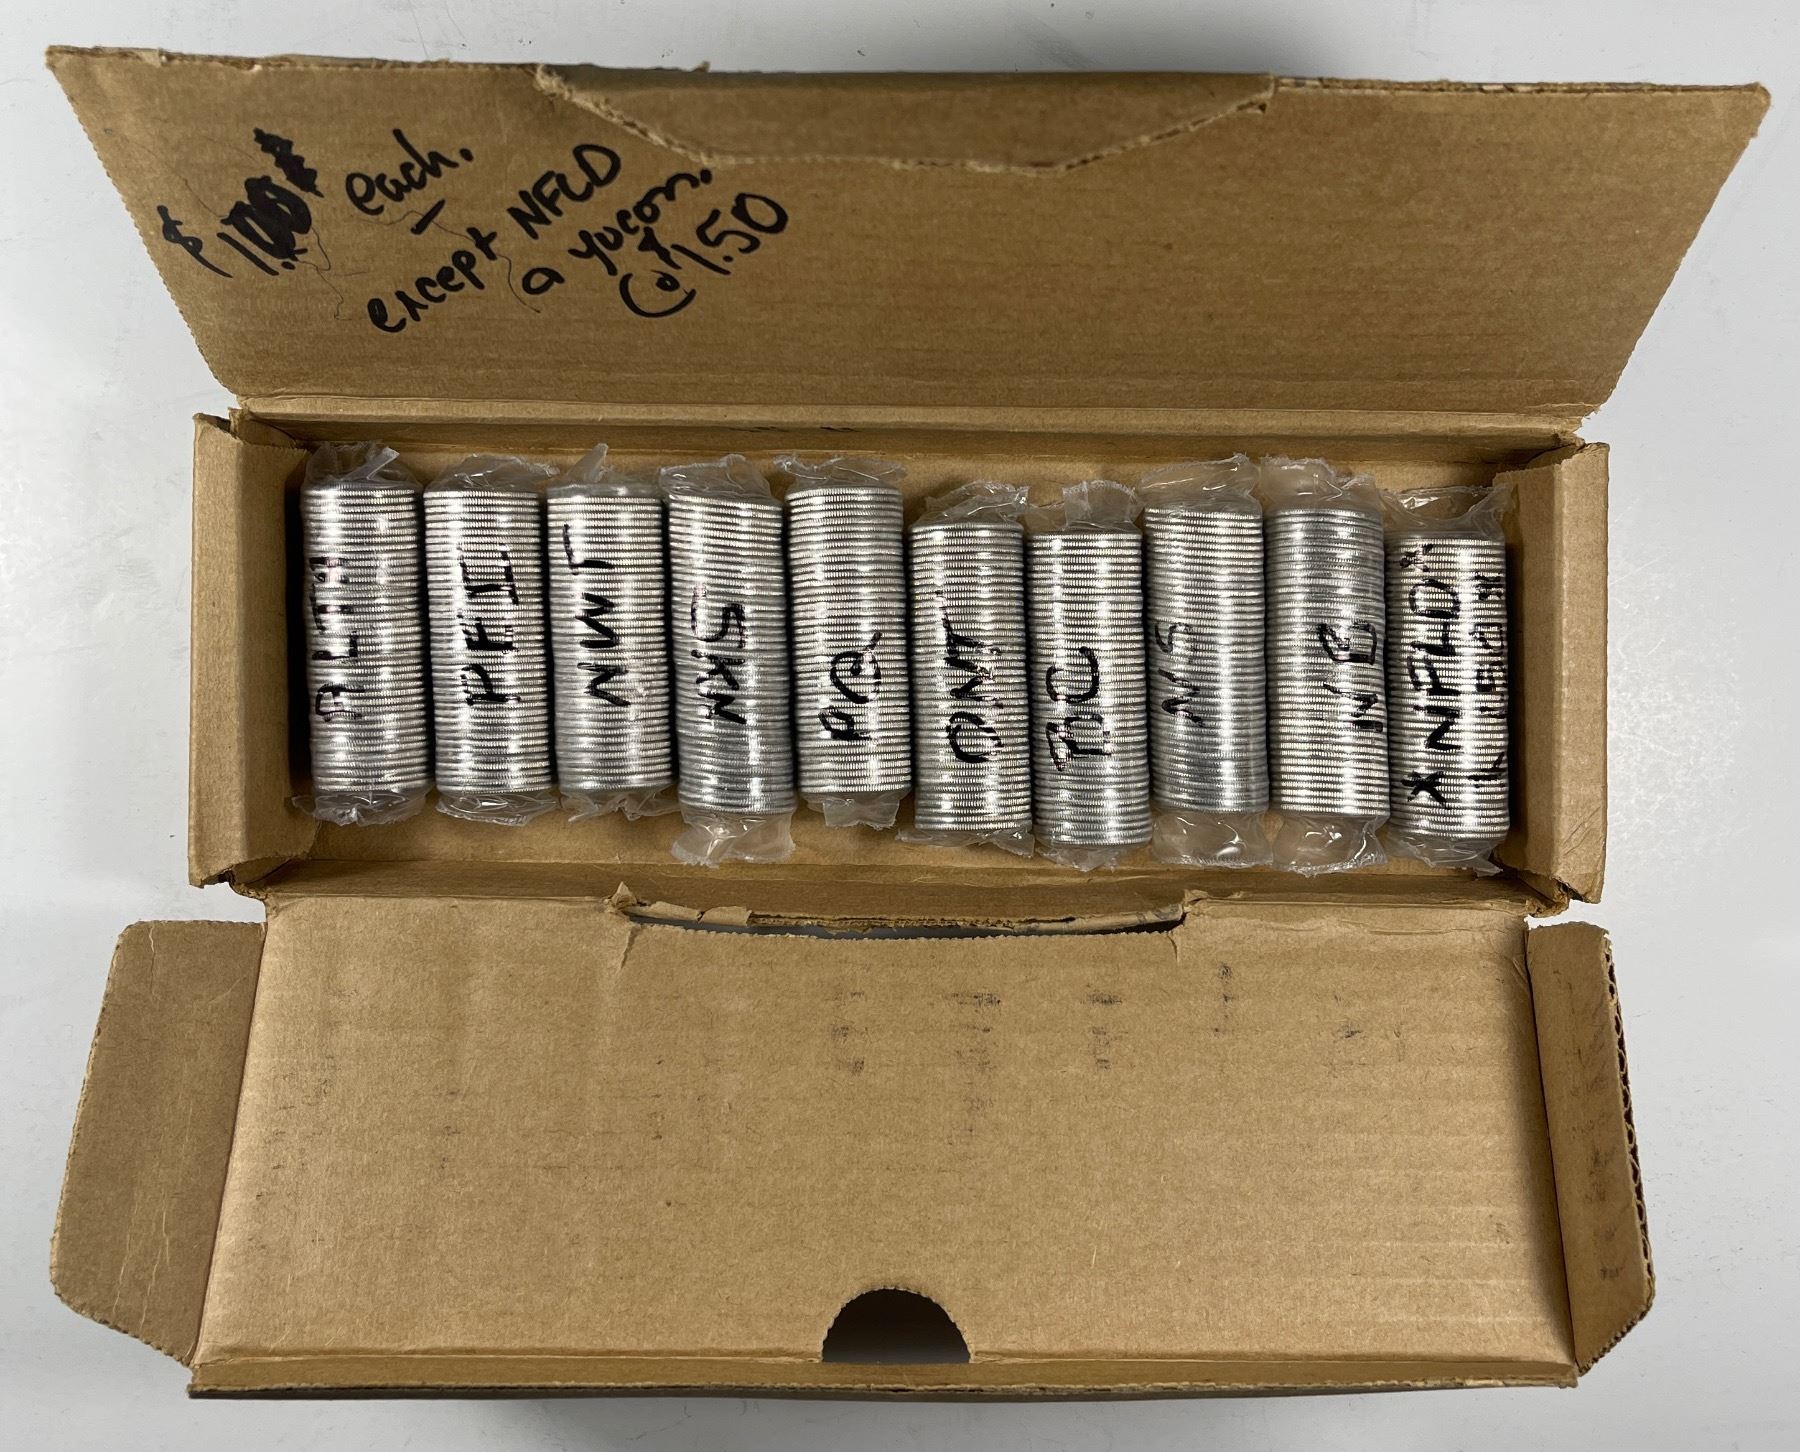 $1.00 each.
except NFLD
a yucon.
@ $1.50
ALTA
PEI
NWT
SKN
PQ
ONT
BC
NS
NB
* NFLD *